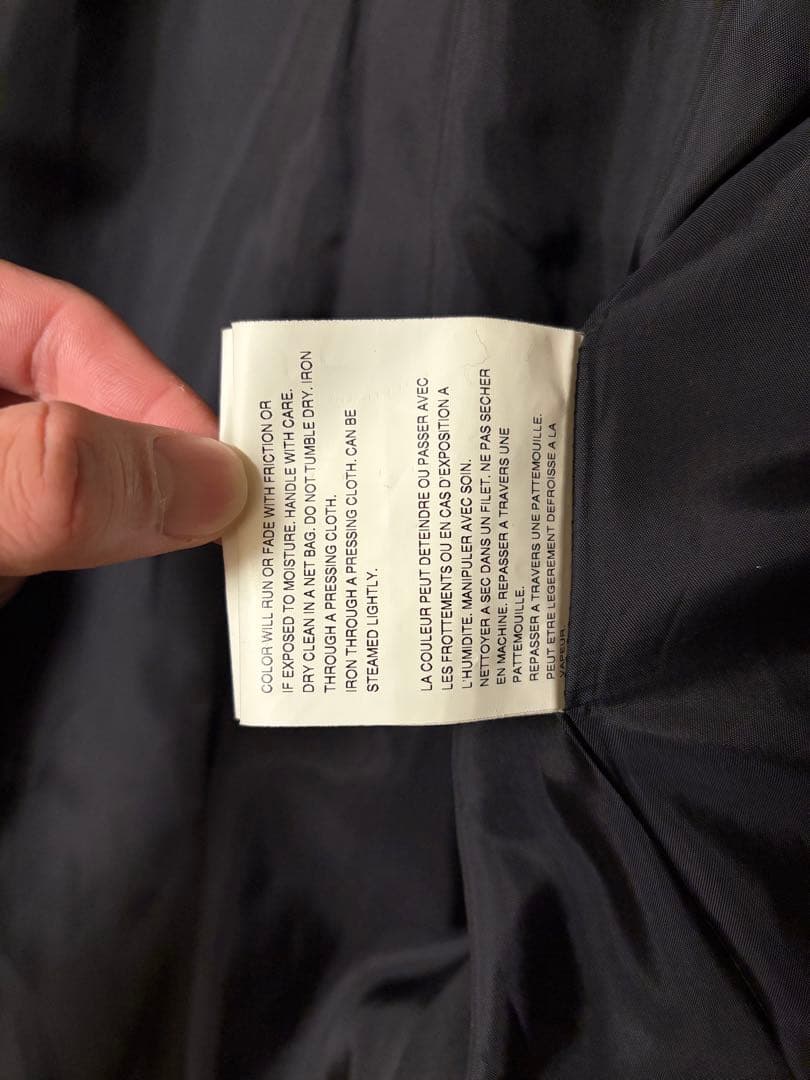 COLOR WILL RUN OR FADE WITH FRICTION OR
IF EXPOSED TO MOISTURE. HANDLE WITH CARE.
DRY CLEAN IN A NET BAG. DO NOT TUMBLE DRY. IRON
THROUGH A PRESSING CLOTH.
IRON THROUGH A PRESSING CLOTH. CAN BE
STEAMED LIGHTLY.
LA COULEUR PEUT DETEINDRE OU PASSER AVEC
LES FROTTEMENTS OU EN CAS D'EXPOSITION A
L'HUMIDITE. MANIPULER AVEC SOIN.
NETTOYER A SEC DANS UN FILET. NE PAS SECHER
EN MACHINE. REPASSER A TRAVERS UNE
PATTEMOUILLE.
REPASSER A TRAVERS UNE PATTEMOUILLE.
PEUT ETRE LEGEREMENT DEFROISSE A LA
VAPEUR.